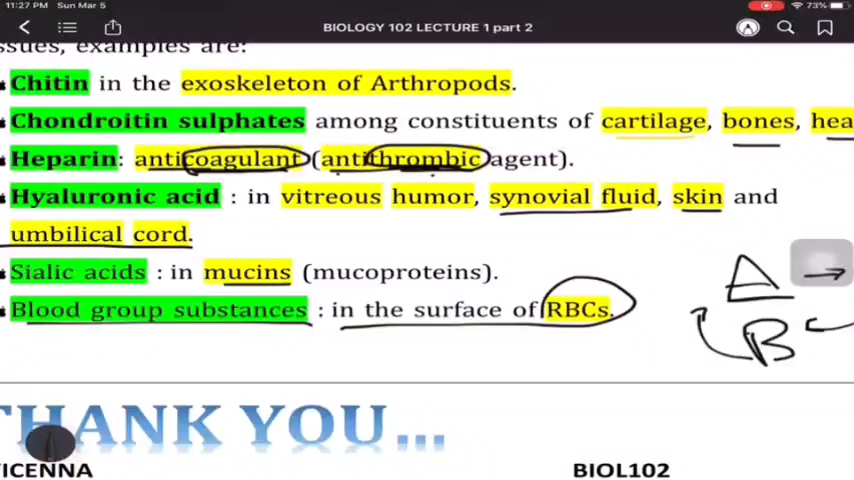 11:27 PM Sun Mar 5
73%
BIOLOGY 102 LECTURE 1 part 2
ssues, examples are:
Chitin in the exoskeleton of Arthropods.
Chondroitin sulphates among constituents of cartilage, bones, hea
Heparin: anticoagulant (antithrombic agent).
Hyaluronic acid : in vitreous humor, synovial fluid, skin and
umbilical cord.
Sialic acids : in mucins (mucoproteins).
Blood group substances : in the surface of RBCs.
A
B
THANK YOU...
VICENNA
BIOL102